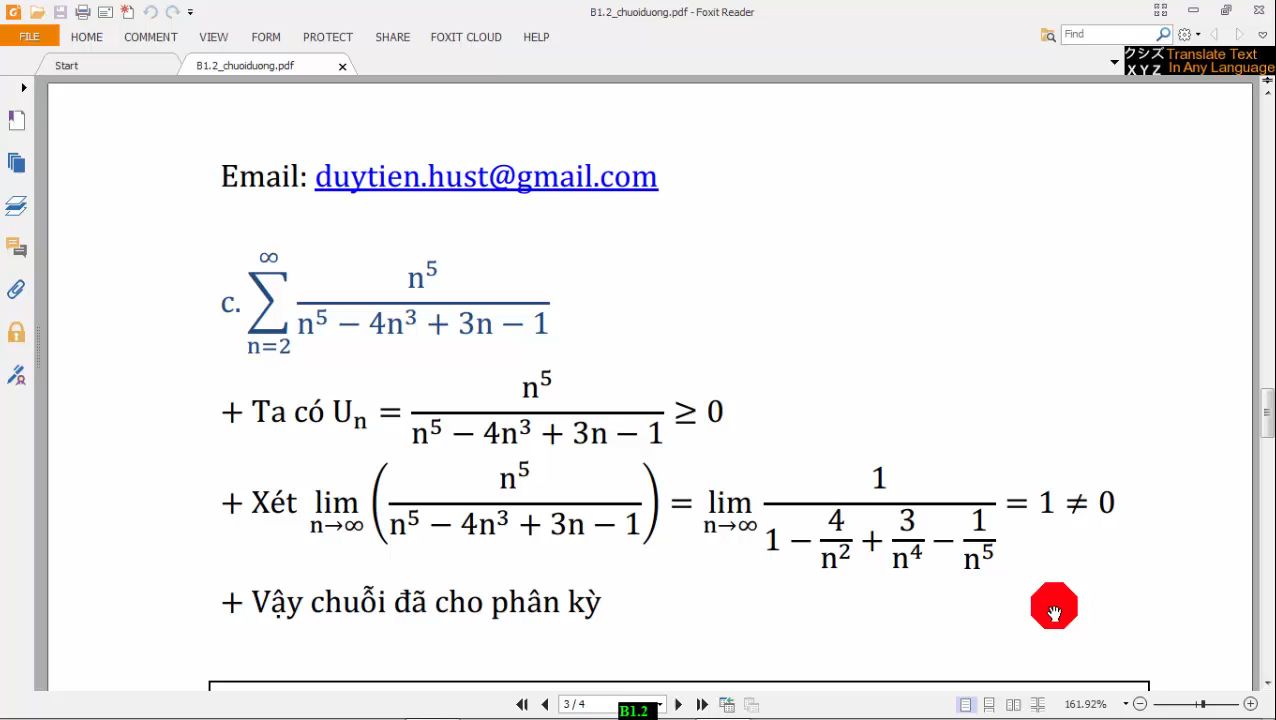 B1.2_chuoiduong.pdf - Foxit Reader
FILE HOME COMMENT VIEW FORM PROTECT SHARE FOXIT CLOUD HELP Find
Start B1.2_chuoiduong.pdf
クシズ Translate Text
X Y Z In Any Language
Email: duytien.hust@gmail.com
c. ∑_{n=2}^{∞} n⁵/(n⁵ − 4n³ + 3n − 1)
+ Ta có Uₙ = n⁵/(n⁵ − 4n³ + 3n − 1) ≥ 0
+ Xét lim_{n→∞} (n⁵/(n⁵ − 4n³ + 3n − 1)) = lim_{n→∞} 1/(1 − 4/n² + 3/n⁴ − 1/n⁵) = 1 ≠ 0
+ Vậy chuỗi đã cho phân kỳ
3 / 4 161.92%
B1.2